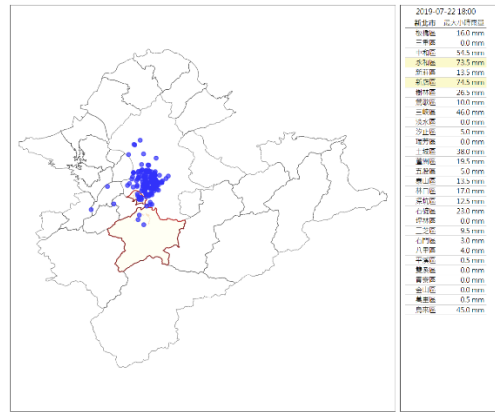 2019-07-22 18:00
新北市 最大小時雨量
板橋區 16.0 mm
三重區 0.0 mm
中和區 54.5 mm
永和區 73.5 mm
新莊區 13.5 mm
新店區 74.5 mm
樹林區 26.5 mm
鶯歌區 10.0 mm
三峽區 46.0 mm
淡水區 0.0 mm
汐止區 5.0 mm
瑞芳區 0.0 mm
土城區 38.0 mm
蘆洲區 19.5 mm
五股區 5.0 mm
泰山區 13.5 mm
林口區 17.0 mm
深坑區 12.5 mm
石碇區 23.0 mm
坪林區 0.0 mm
三芝區 9.5 mm
石門區 3.0 mm
八里區 4.0 mm
平溪區 0.5 mm
雙溪區 0.0 mm
貢寮區 0.0 mm
金山區 0.0 mm
萬里區 0.5 mm
烏來區 45.0 mm